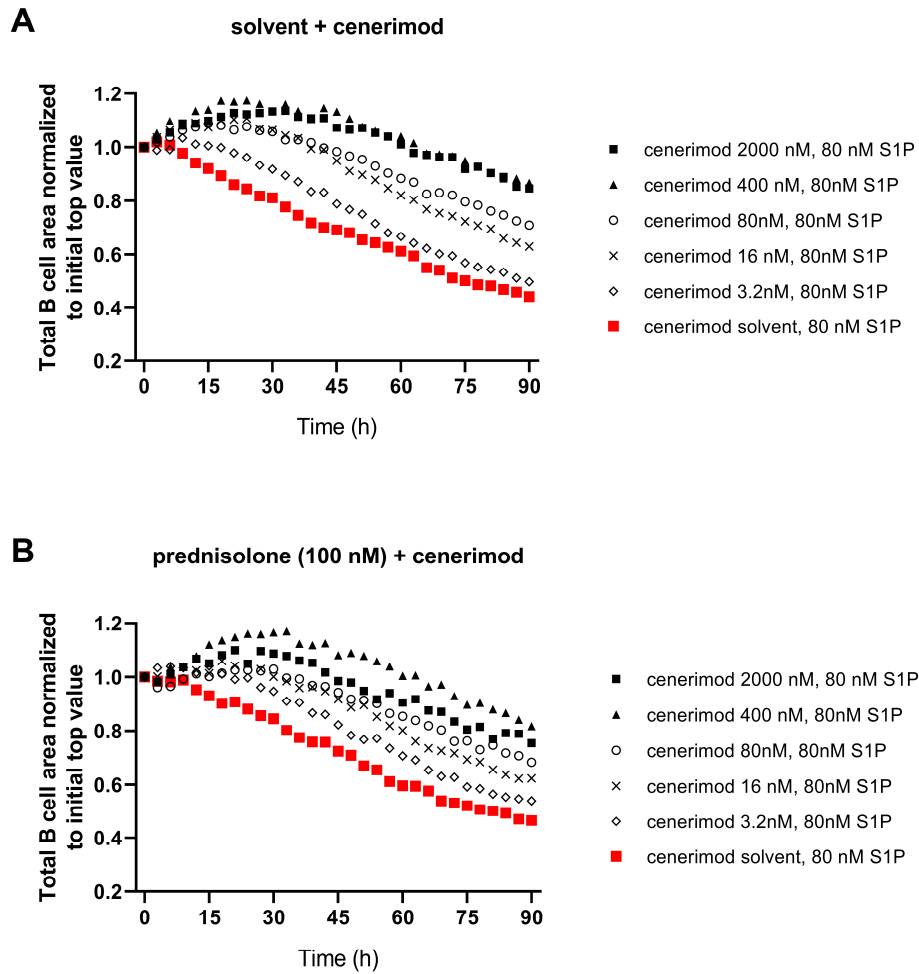 A
solvent + cenerimod
Total B cell area normalized
to initial top value
1.2
1.0
0.8
0.6
0.4
0.2
0 15 30 45 60 75 90
Time (h)
cenerimod 2000 nM, 80 nM S1P
cenerimod 400 nM, 80nM S1P
cenerimod 80nM, 80nM S1P
cenerimod 16 nM, 80nM S1P
cenerimod 3.2nM, 80nM S1P
cenerimod solvent, 80 nM S1P
B
prednisolone (100 nM) + cenerimod
Total B cell area normalized
to initial top value
1.2
1.0
0.8
0.6
0.4
0.2
0 15 30 45 60 75 90
Time (h)
cenerimod 2000 nM, 80 nM S1P
cenerimod 400 nM, 80nM S1P
cenerimod 80nM, 80nM S1P
cenerimod 16 nM, 80nM S1P
cenerimod 3.2nM, 80nM S1P
cenerimod solvent, 80 nM S1P